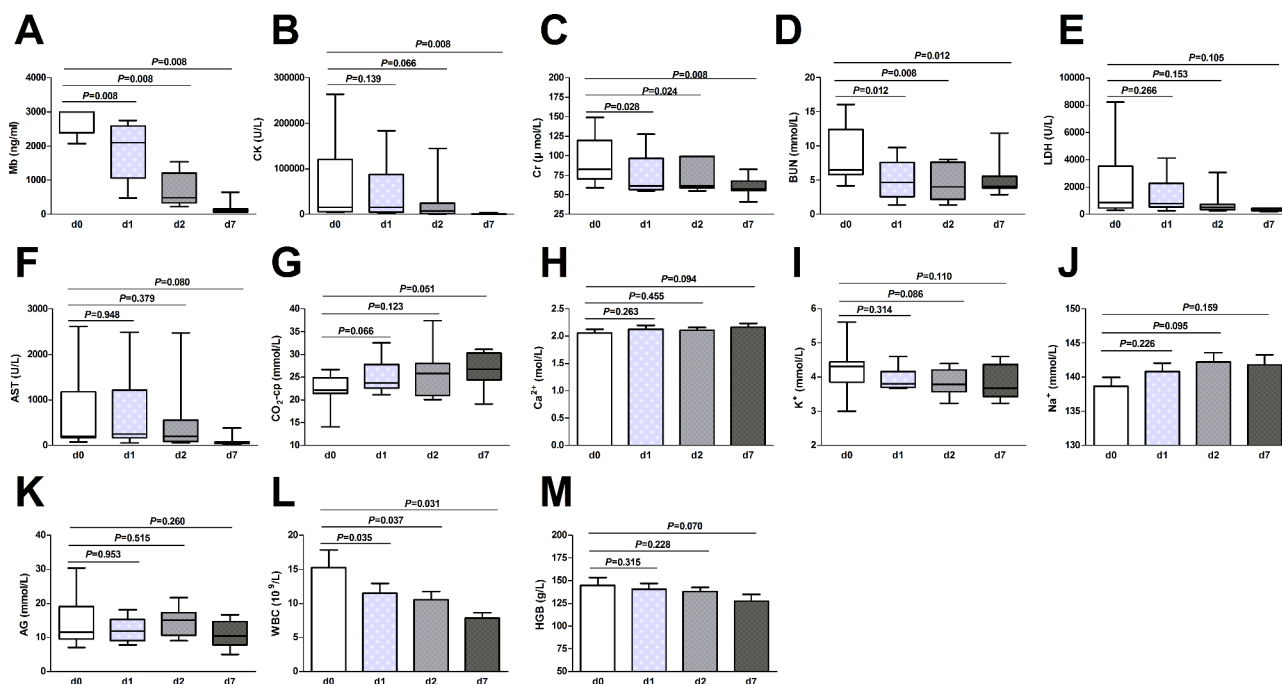 A
P=0.008
P=0.008
P=0.008
Mb (ng/ml)
4000
3000
2000
1000
0
d0 d1 d2 d7
B
P=0.008
P=0.066
P=0.139
CK (U/L)
300000
200000
100000
0
d0 d1 d2 d7
C
P=0.008
P=0.024
P=0.028
Cr (μ mol/L)
200
175
150
125
100
75
50
25
0
d0 d1 d2 d7
D
P=0.012
P=0.008
P=0.012
BUN (mmol/L)
20
15
10
5
0
d0 d1 d2 d7
E
P=0.105
P=0.153
P=0.266
LDH (U/L)
10000
8000
6000
4000
2000
0
d0 d1 d2 d7
F
P=0.080
P=0.379
P=0.948
AST (U/L)
3000
2000
1000
0
d0 d1 d2 d7
G
P=0.051
P=0.123
P=0.066
CO2-cp (mmol/L)
40
35
30
25
20
15
10
d0 d1 d2 d7
H
P=0.094
P=0.455
P=0.263
Ca2+ (mol/L)
2.5
2.0
1.5
1.0
0.5
0.0
d0 d1 d2 d7
I
P=0.110
P=0.086
P=0.314
K+ (mmol/L)
6
5
4
3
2
d0 d1 d2 d7
J
P=0.159
P=0.095
P=0.226
Na+ (mmol/L)
150
145
140
135
130
d0 d1 d2 d7
K
P=0.260
P=0.515
P=0.953
AG (mmol/L)
40
30
20
10
0
d0 d1 d2 d7
L
P=0.031
P=0.037
P=0.035
WBC (10^9/L)
20
15
10
5
0
d0 d1 d2 d7
M
P=0.070
P=0.228
P=0.315
HGB (g/L)
200
175
150
125
100
75
50
25
0
d0 d1 d2 d7